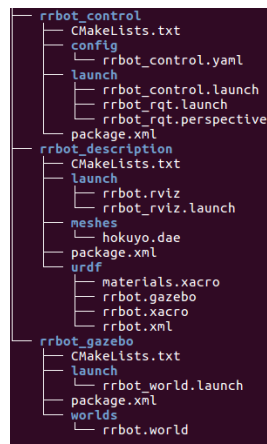 rrbot_control
CMakeLists.txt
config
rrbot_control.yaml
launch
rrbot_control.launch
rrbot_rqt.launch
rrbot_rqt.perspective
package.xml
rrbot_description
CMakeLists.txt
launch
rrbot.rviz
rrbot_rviz.launch
meshes
hokuyo.dae
package.xml
urdf
materials.xacro
rrbot.gazebo
rrbot.xacro
rrbot.xml
rrbot_gazebo
CMakeLists.txt
launch
rrbot_world.launch
package.xml
worlds
rrbot.world